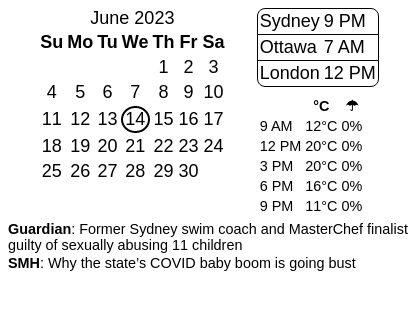 June 2023
Su Mo Tu We Th Fr Sa
1 2 3
4 5 6 7 8 9 10
11 12 13 14 15 16 17
18 19 20 21 22 23 24
25 26 27 28 29 30
Sydney 9 PM
Ottawa 7 AM
London 12 PM
°C ☂
9 AM 12°C 0%
12 PM 20°C 0%
3 PM 20°C 0%
6 PM 16°C 0%
9 PM 11°C 0%
Guardian: Former Sydney swim coach and MasterChef finalist
guilty of sexually abusing 11 children
SMH: Why the state’s COVID baby boom is going bust